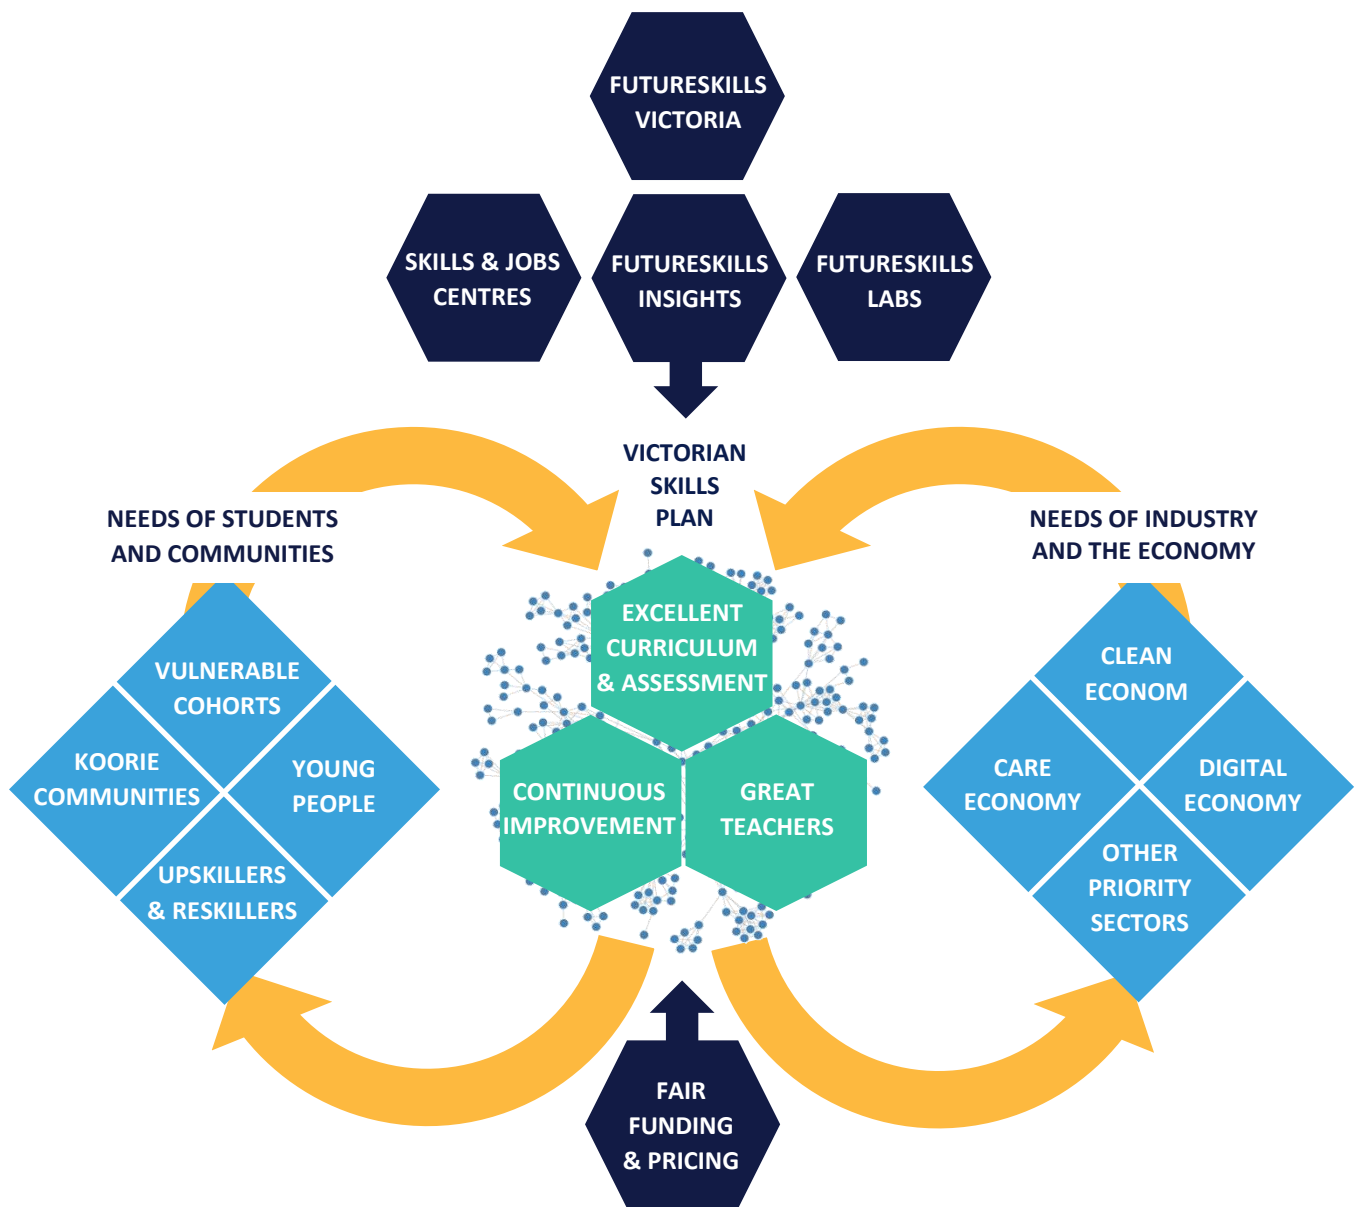 FUTURESKILLS
VICTORIA
SKILLS & JOBS
CENTRES
FUTURESKILLS
INSIGHTS
FUTURESKILLS
LABS
VICTORIAN
SKILLS
PLAN
NEEDS OF STUDENTS
AND COMMUNITIES
NEEDS OF INDUSTRY
AND THE ECONOMY
VULNERABLE
COHORTS
KOORIE
COMMUNITIES
YOUNG
PEOPLE
UPSKILLERS
& RESKILLERS
EXCELLENT
CURRICULUM
& ASSESSMENT
CONTINUOUS
IMPROVEMENT
GREAT
TEACHERS
CLEAN
ECONOM
CARE
ECONOMY
DIGITAL
ECONOMY
OTHER
PRIORITY
SECTORS
FAIR
FUNDING
& PRICING